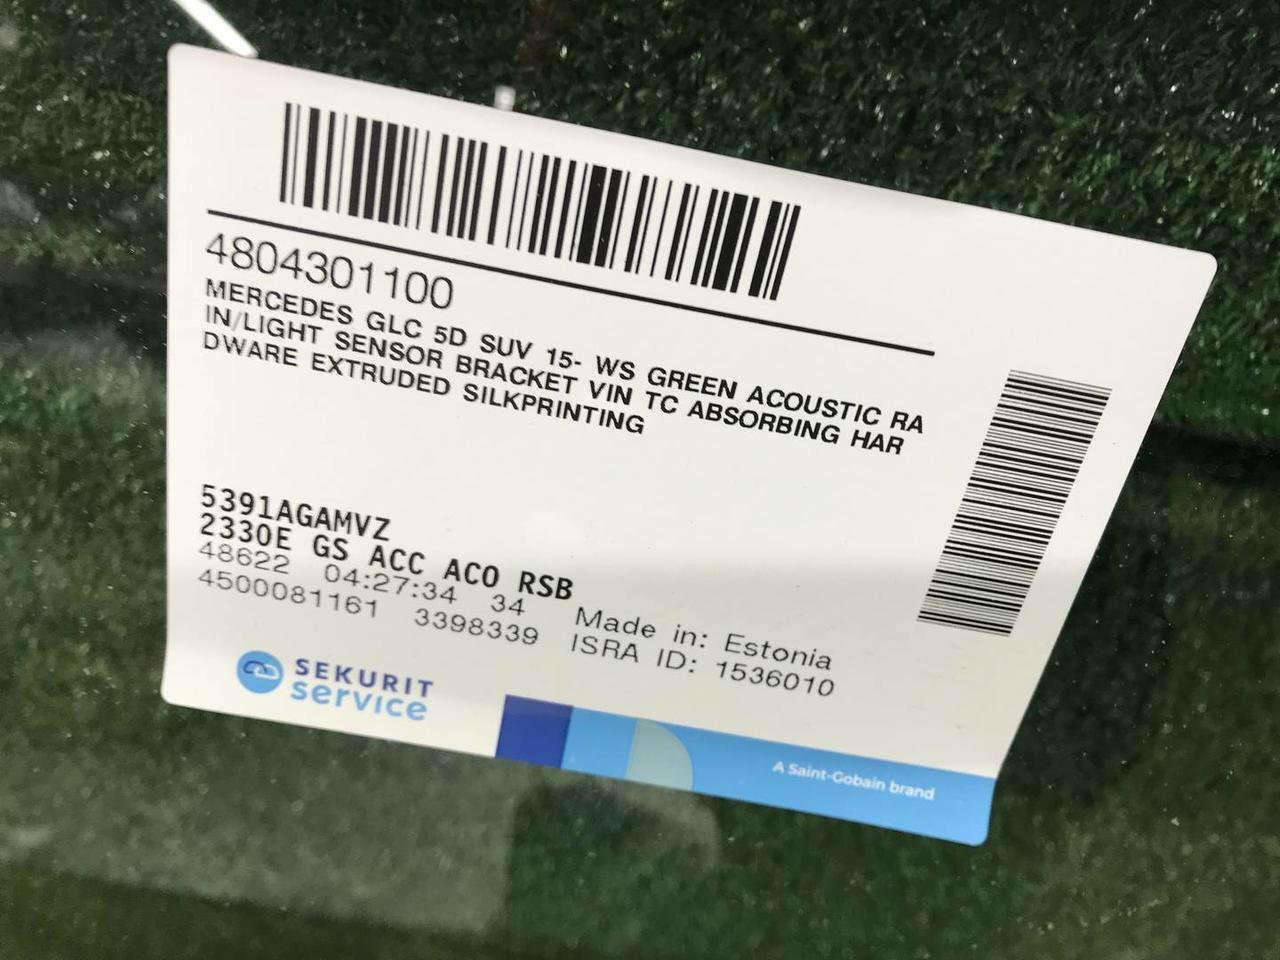 4804301100
MERCEDES GLC 5D SUV 15- WS GREEN ACOUSTIC RA
IN/LIGHT SENSOR BRACKET VIN TC ABSORBING HAR
DWARE EXTRUDED SILKPRINTING
5391AGAMVZ
2330E GS ACC ACO RSB
48622 04:27:34 34 Made in: Estonia
4500081161 3398339 ISRA ID: 1536010
SEKURIT
service
A Saint-Gobain brand